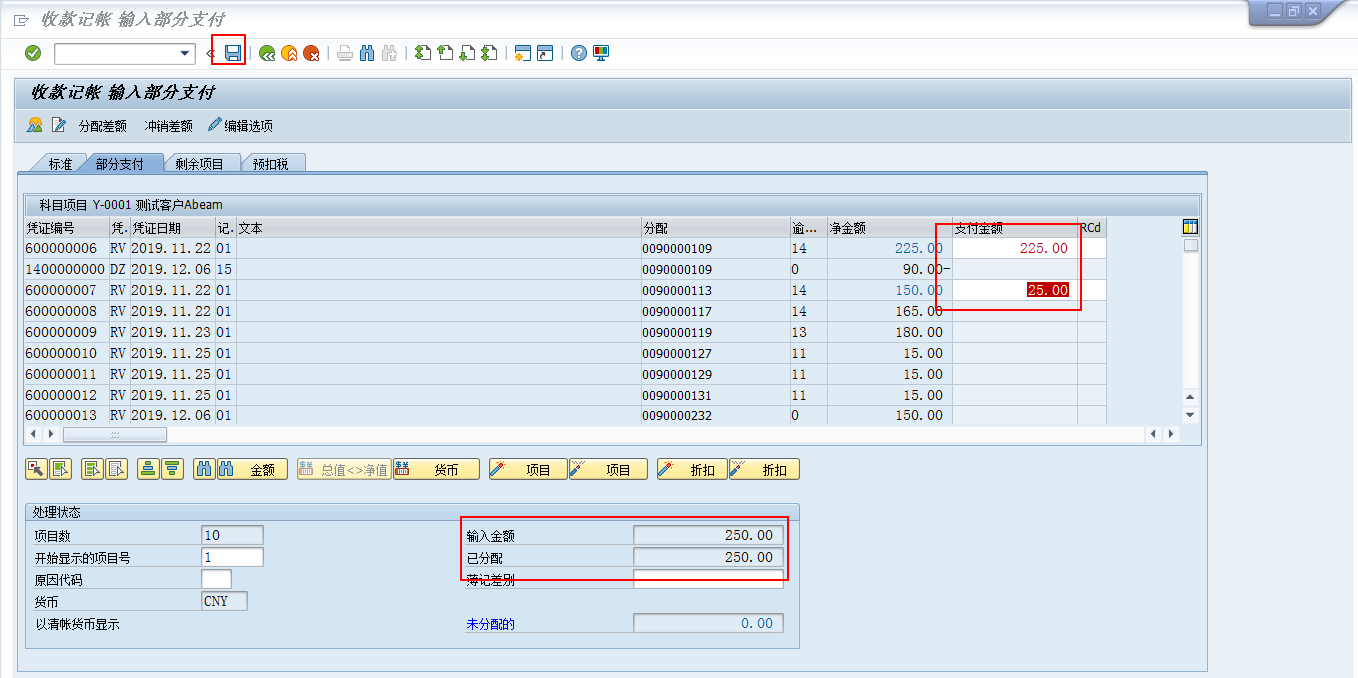 收款记帐 输入部分支付
收款记帐 输入部分支付
分配差额 冲销差额 编辑选项
标准 部分支付 剩余项目 预扣税
科目项目 Y-0001 测试客户Abeam
凭证编号 凭. 凭证日期 记. 文本 分配 逾... 净金额 支付金额 RCd
600000006 RV 2019.11.22 01 0090000109 14 225.00 225.00
1400000000 DZ 2019.12.06 15 0090000109 0 90.00-
600000007 RV 2019.11.22 01 0090000113 14 150.00 25.00
600000008 RV 2019.11.22 01 0090000117 14 165.00
600000009 RV 2019.11.23 01 0090000119 13 180.00
600000010 RV 2019.11.25 01 0090000127 11 15.00
600000011 RV 2019.11.25 01 0090000129 11 15.00
600000012 RV 2019.11.25 01 0090000131 11 15.00
600000013 RV 2019.12.06 01 0090000232 0 150.00
金额 总值<>净值 货币 项目 项目 折扣 折扣
处理状态
项目数 10 输入金额 250.00
开始显示的项目号 1 已分配 250.00
原因代码 薄记差别
货币 CNY
以清帐货币显示 未分配的 0.00